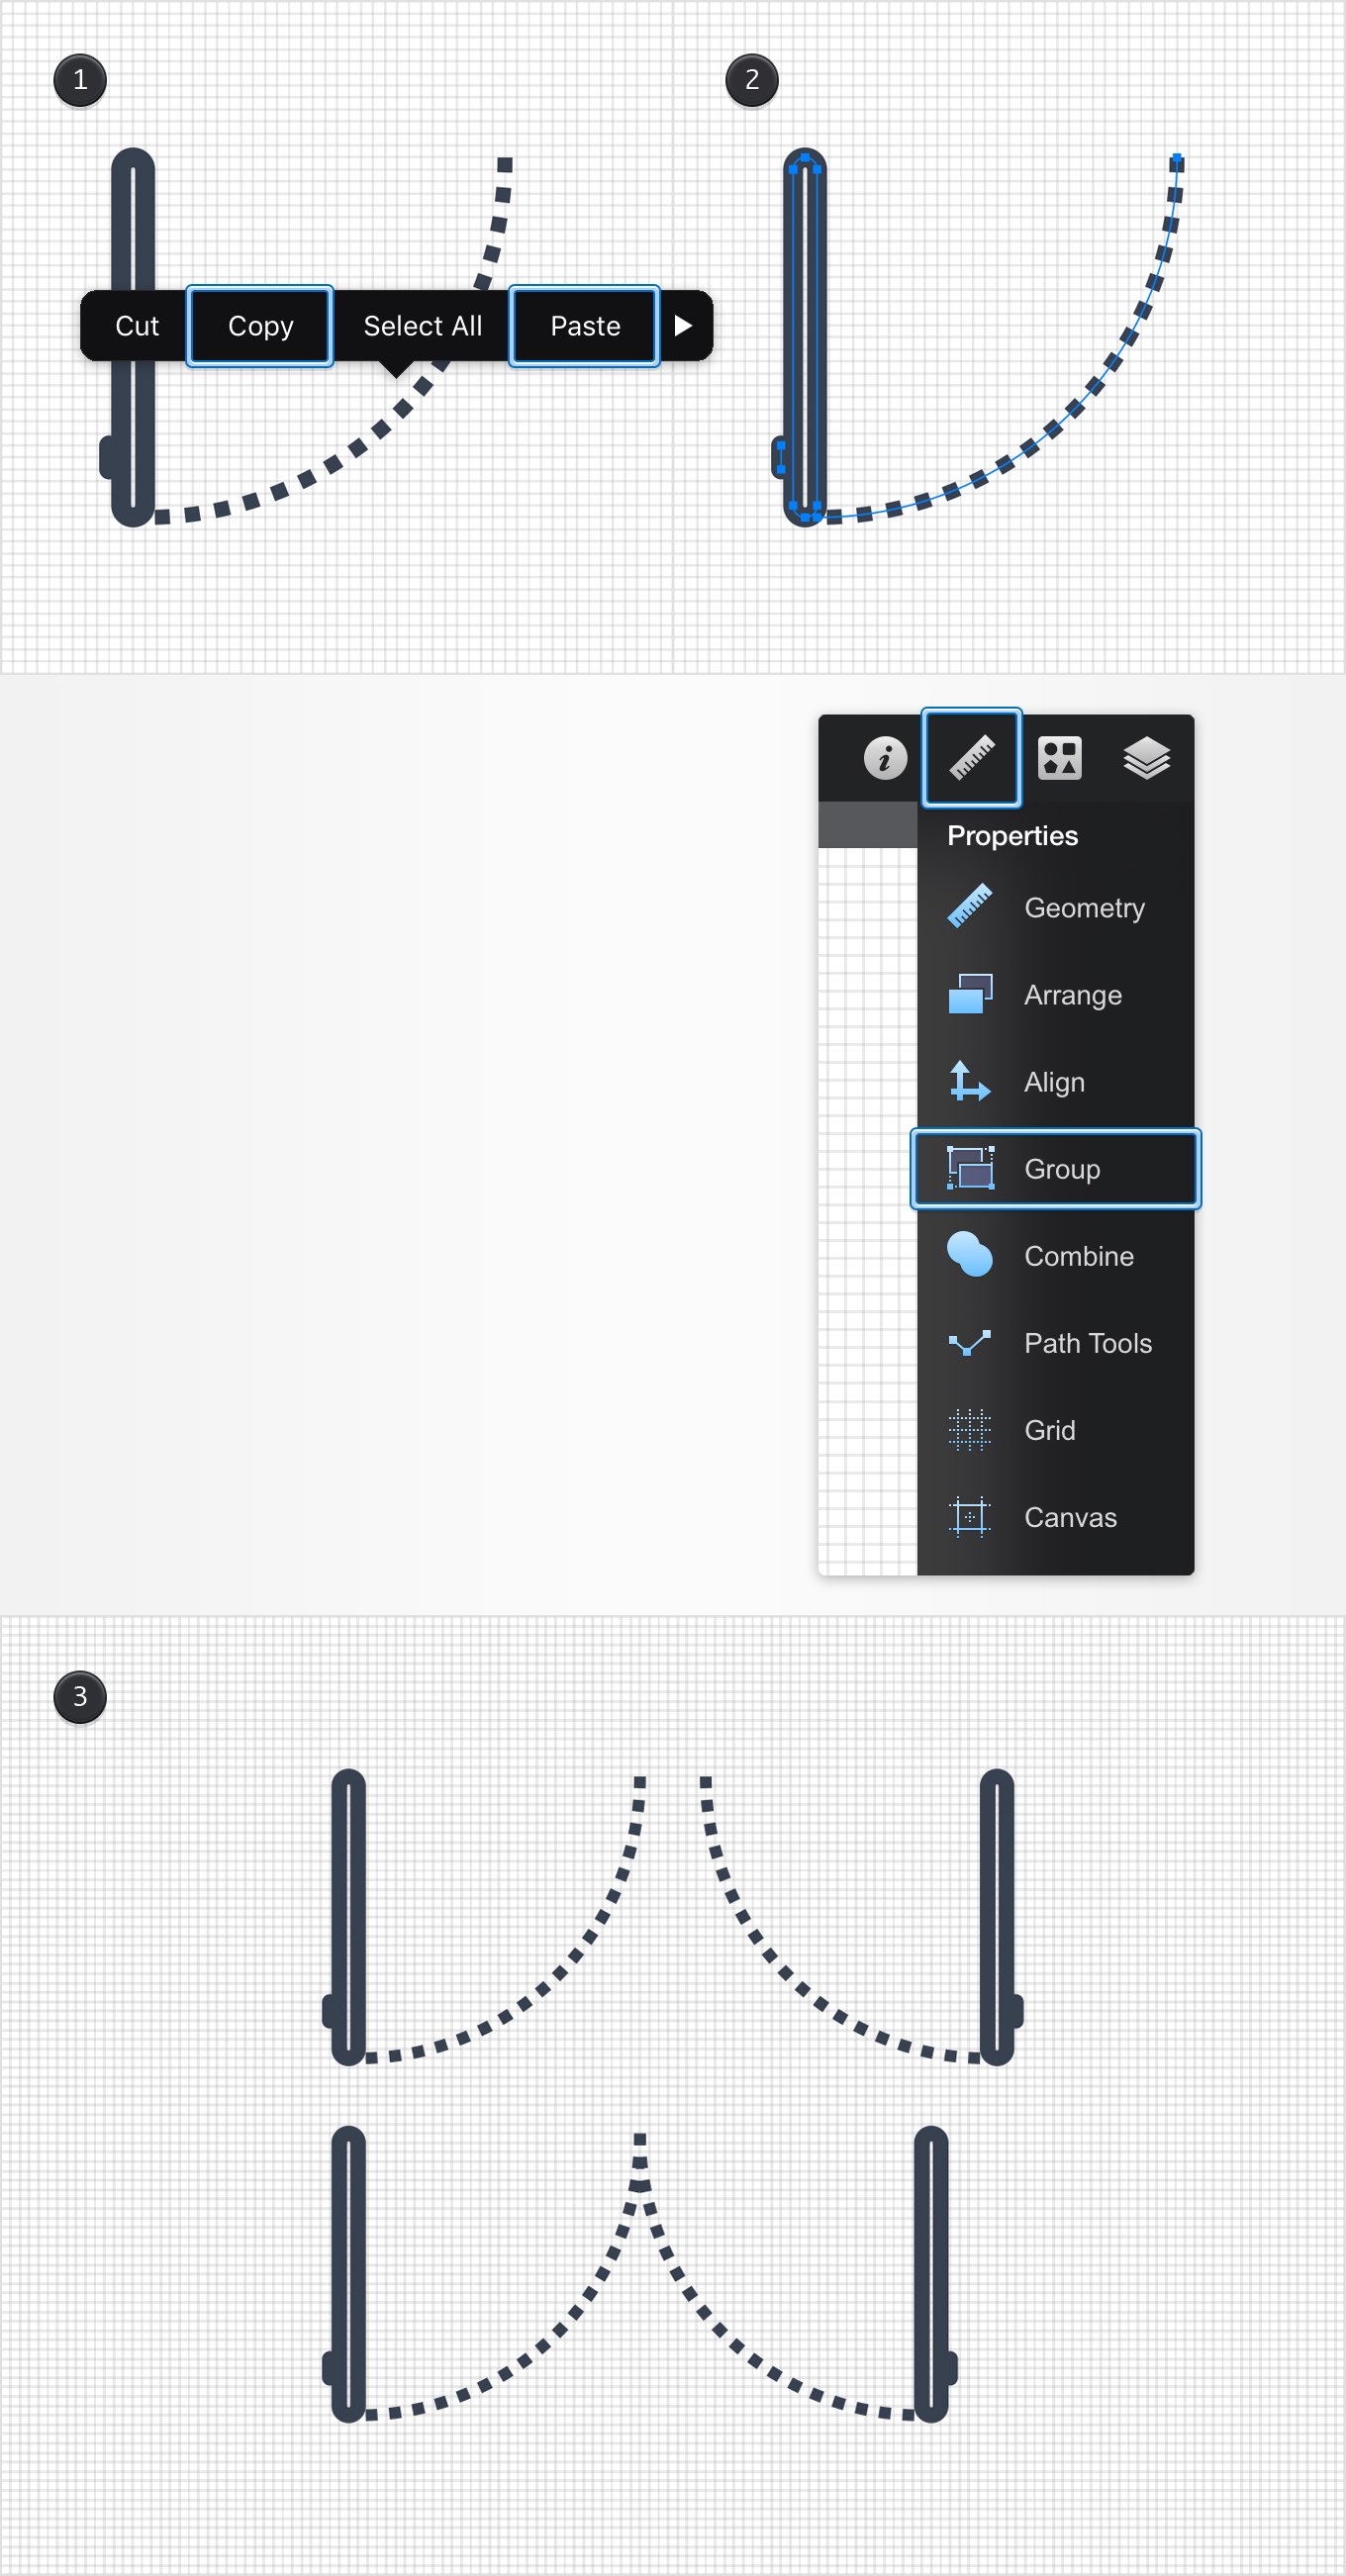 1
2
Cut Copy Select All Paste
Properties
Geometry
Arrange
Align
Group
Combine
Path Tools
Grid
Canvas
3